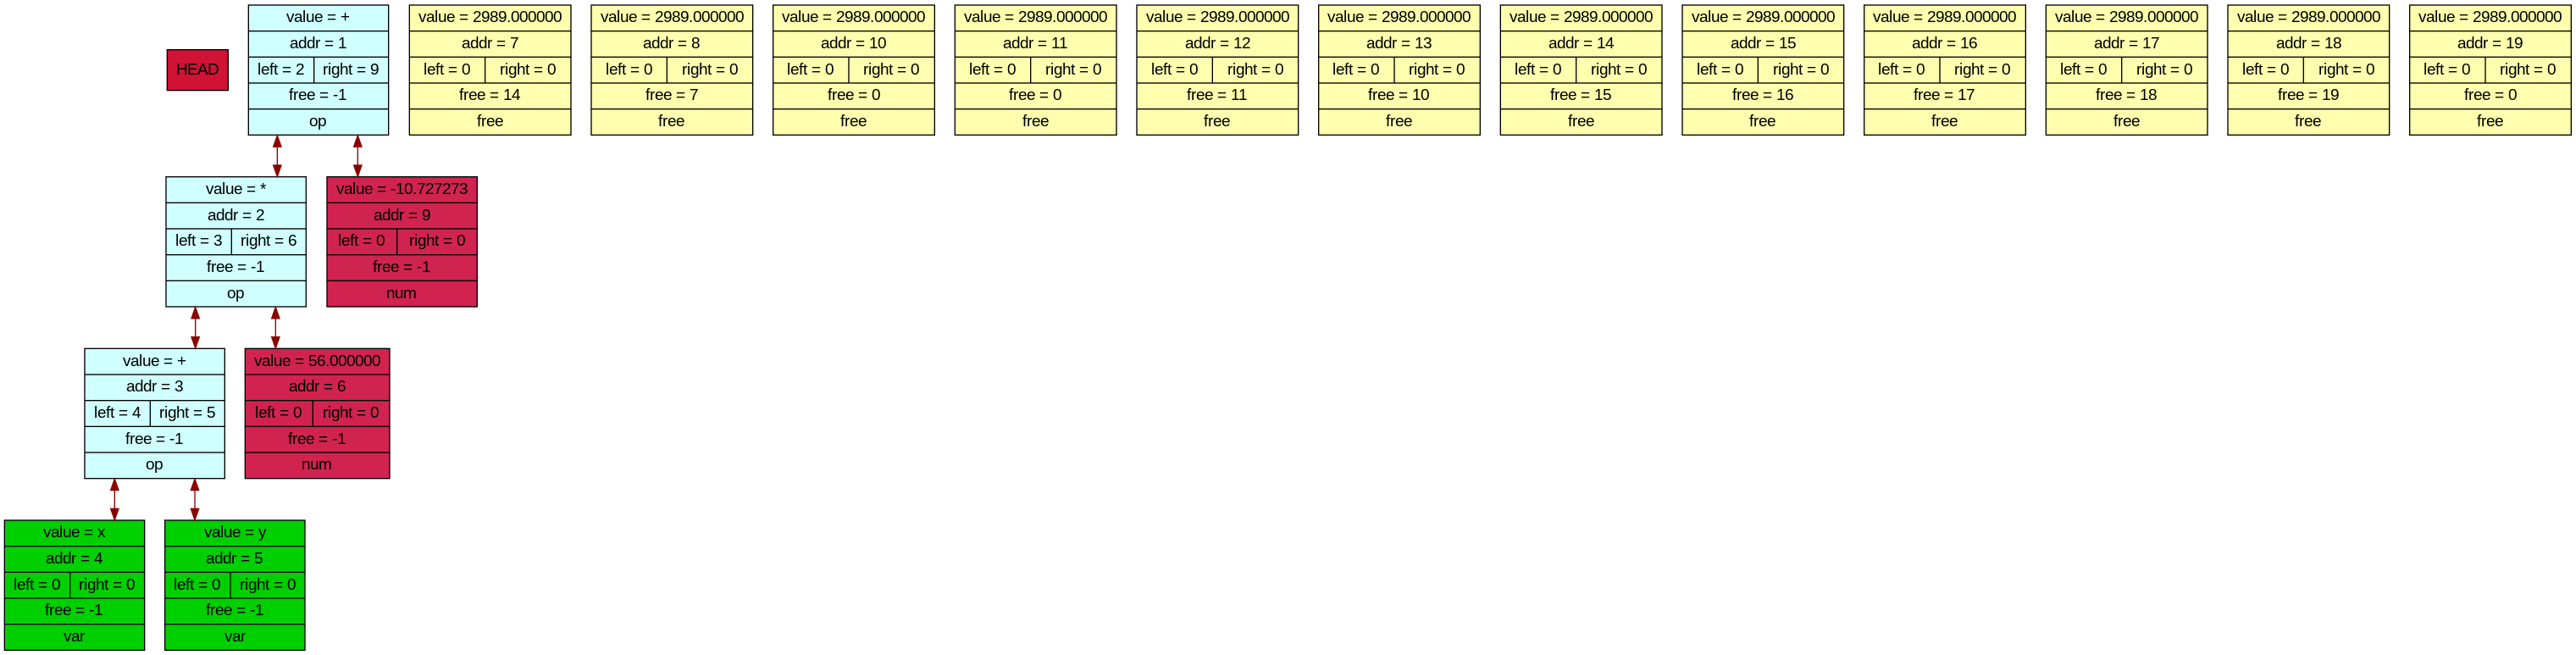 HEAD
value = +
addr = 1
left = 2 right = 9
free = -1
op
value = 2989.000000
addr = 7
left = 0 right = 0
free = 14
free
value = 2989.000000
addr = 8
left = 0 right = 0
free = 7
free
value = 2989.000000
addr = 10
left = 0 right = 0
free = 0
free
value = 2989.000000
addr = 11
left = 0 right = 0
free = 0
free
value = 2989.000000
addr = 12
left = 0 right = 0
free = 11
free
value = 2989.000000
addr = 13
left = 0 right = 0
free = 10
free
value = 2989.000000
addr = 14
left = 0 right = 0
free = 15
free
value = 2989.000000
addr = 15
left = 0 right = 0
free = 16
free
value = 2989.000000
addr = 16
left = 0 right = 0
free = 17
free
value = 2989.000000
addr = 17
left = 0 right = 0
free = 18
free
value = 2989.000000
addr = 18
left = 0 right = 0
free = 19
free
value = 2989.000000
addr = 19
left = 0 right = 0
free = 0
free
value = *
addr = 2
left = 3 right = 6
free = -1
op
value = -10.727273
addr = 9
left = 0 right = 0
free = -1
num
value = +
addr = 3
left = 4 right = 5
free = -1
op
value = 56.000000
addr = 6
left = 0 right = 0
free = -1
num
value = x
addr = 4
left = 0 right = 0
free = -1
var
value = y
addr = 5
left = 0 right = 0
free = -1
var